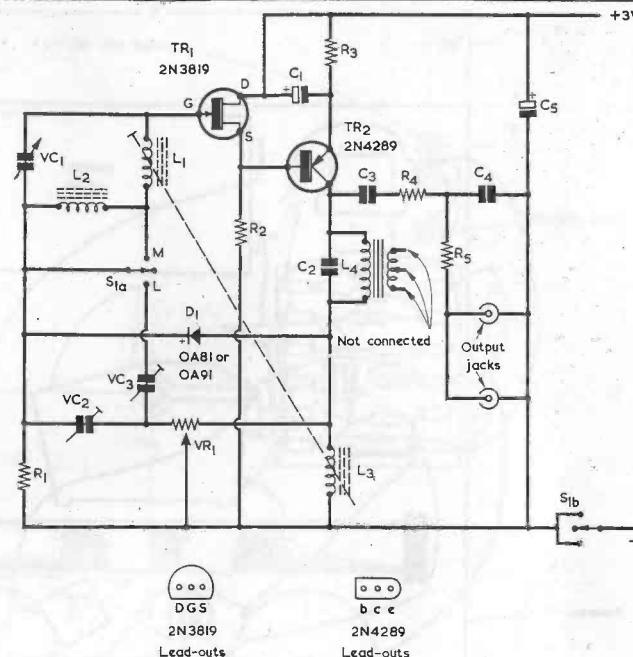 +3V
TR1
2N3819
D
G
S
C1
+
R3
TR2
2N4289
+
C5
VC1
L1
L2
R2
C3
R4
C4
C2
L4
R5
M
S1a
L
Not connected
Output
jacks
D1
+
OA81 or
OA91
VC3
VC2
VR1
L3
R1
S1b
D G S
2N3819
Lead-outs
b c e
2N4289
Lead-outs